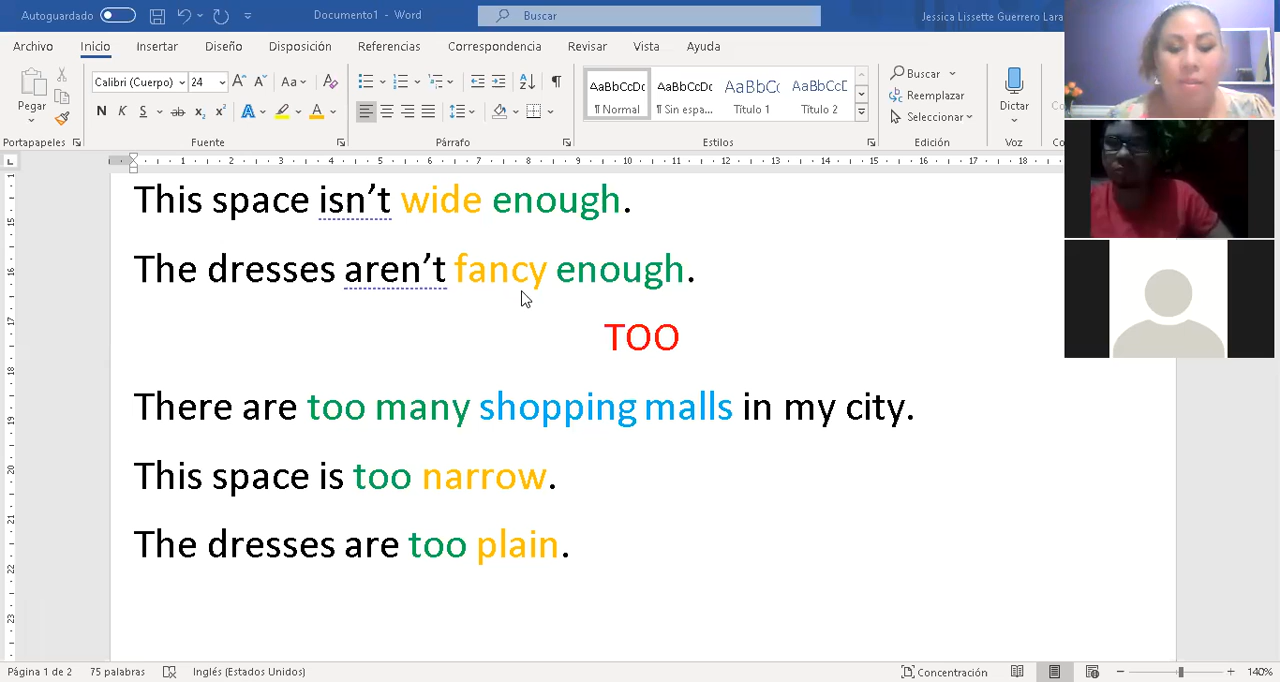 Autoguardado
Documento1 - Word
Buscar
Jessica Lissette Guerrero Lara
Archivo Inicio Insertar Diseño Disposición Referencias Correspondencia Revisar Vista Ayuda
Pegar
Calibri (Cuerpo) 24
AaBbCcDc AaBbCcDc AaBbCc AaBbCcD
¶ Normal ¶ Sin espa... Título 1 Título 2
Buscar
Reemplazar
Seleccionar
Dictar
Portapapeles Fuente Párrafo Estilos Edición Voz
This space isn’t wide enough.
The dresses aren’t fancy enough.
TOO
There are too many shopping malls in my city.
This space is too narrow.
The dresses are too plain.
Página 1 de 2 75 palabras Inglés (Estados Unidos) Concentración 140%